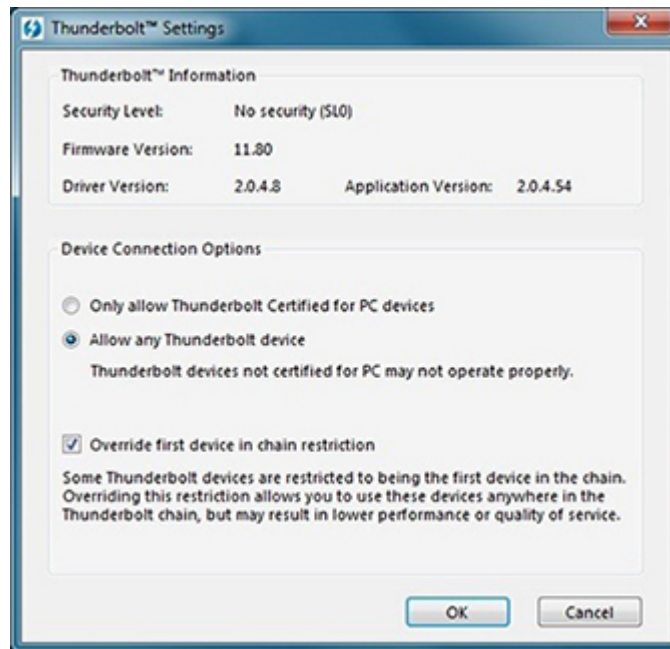 Thunderbolt™ Settings
Thunderbolt™ Information
Security Level: No security (SL0)
Firmware Version: 11.80
Driver Version: 2.0.4.8 Application Version: 2.0.4.54
Device Connection Options
Only allow Thunderbolt Certified for PC devices
Allow any Thunderbolt device
Thunderbolt devices not certified for PC may not operate properly.
Override first device in chain restriction
Some Thunderbolt devices are restricted to being the first device in the chain.
Overriding this restriction allows you to use these devices anywhere in the
Thunderbolt chain, but may result in lower performance or quality of service.
OK Cancel